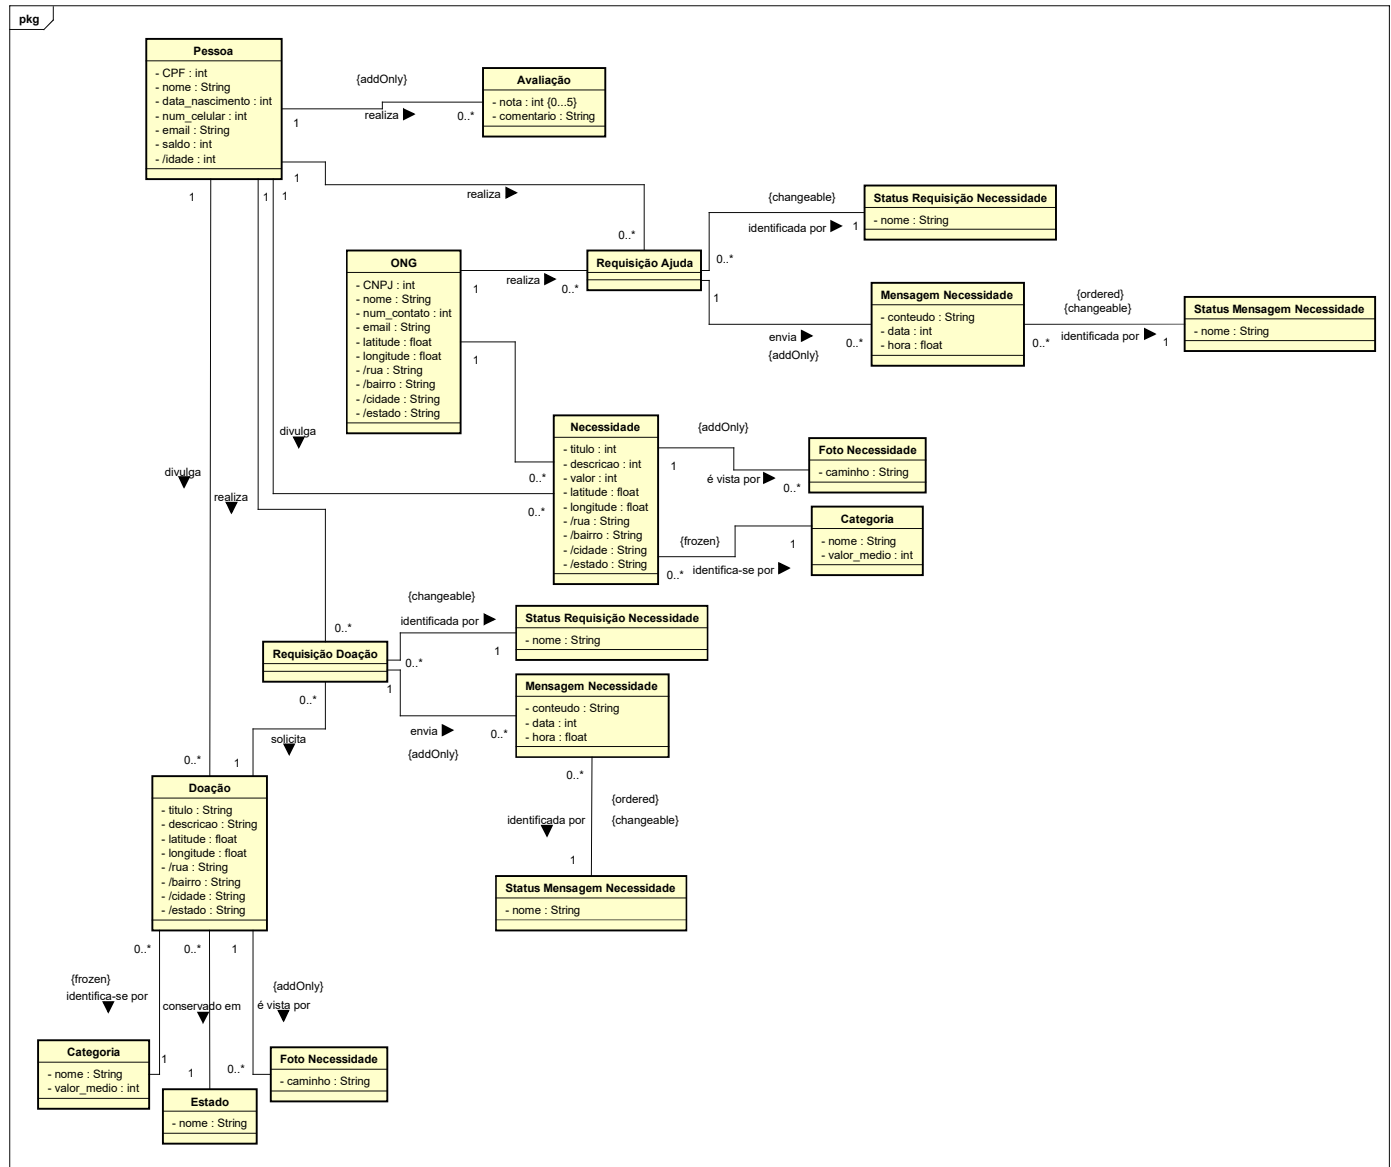 pkg
Pessoa
- CPF : int
- nome : String
- data_nascimento : int
- num_celular : int
- email : String
- saldo : int
- /idade : int
{addOnly}
realiza
1
0..*
Avaliação
- nota : int {0...5}
- comentario : String
1
realiza
0..*
1
1
1
ONG
- CNPJ : int
- nome : String
- num_contato : int
- email : String
- latitude : float
- longitude : float
- /rua : String
- /bairro : String
- /cidade : String
- /estado : String
1
realiza
0..*
Requisição Ajuda
{changeable}
identificada por
1
0..*
Status Requisição Necessidade
- nome : String
1
envia
{addOnly}
0..*
Mensagem Necessidade
- conteudo : String
- data : int
- hora : float
{ordered}
{changeable}
0..*
identificada por
1
Status Mensagem Necessidade
- nome : String
1
0..*
divulga
0..*
divulga
realiza
Necessidade
- titulo : int
- descricao : int
- valor : int
- latitude : float
- longitude : float
- /rua : String
- /bairro : String
- /cidade : String
- /estado : String
{addOnly}
1
é vista por
0..*
Foto Necessidade
- caminho : String
{frozen}
1
0..*
identifica-se por
Categoria
- nome : String
- valor_medio : int
0..*
Requisição Doação
{changeable}
identificada por
1
0..*
Status Requisição Necessidade
- nome : String
1
envia
0..*
{addOnly}
Mensagem Necessidade
- conteudo : String
- data : int
- hora : float
0..*
{ordered}
identificada por
{changeable}
1
Status Mensagem Necessidade
- nome : String
0..*
solicita
0..*
1
Doação
- titulo : String
- descricao : String
- latitude : float
- longitude : float
- /rua : String
- /bairro : String
- /cidade : String
- /estado : String
0..*
0..*
1
{frozen}
identifica-se por
conservado em
{addOnly}
é vista por
1
1
0..*
Categoria
- nome : String
- valor_medio : int
Estado
- nome : String
Foto Necessidade
- caminho : String